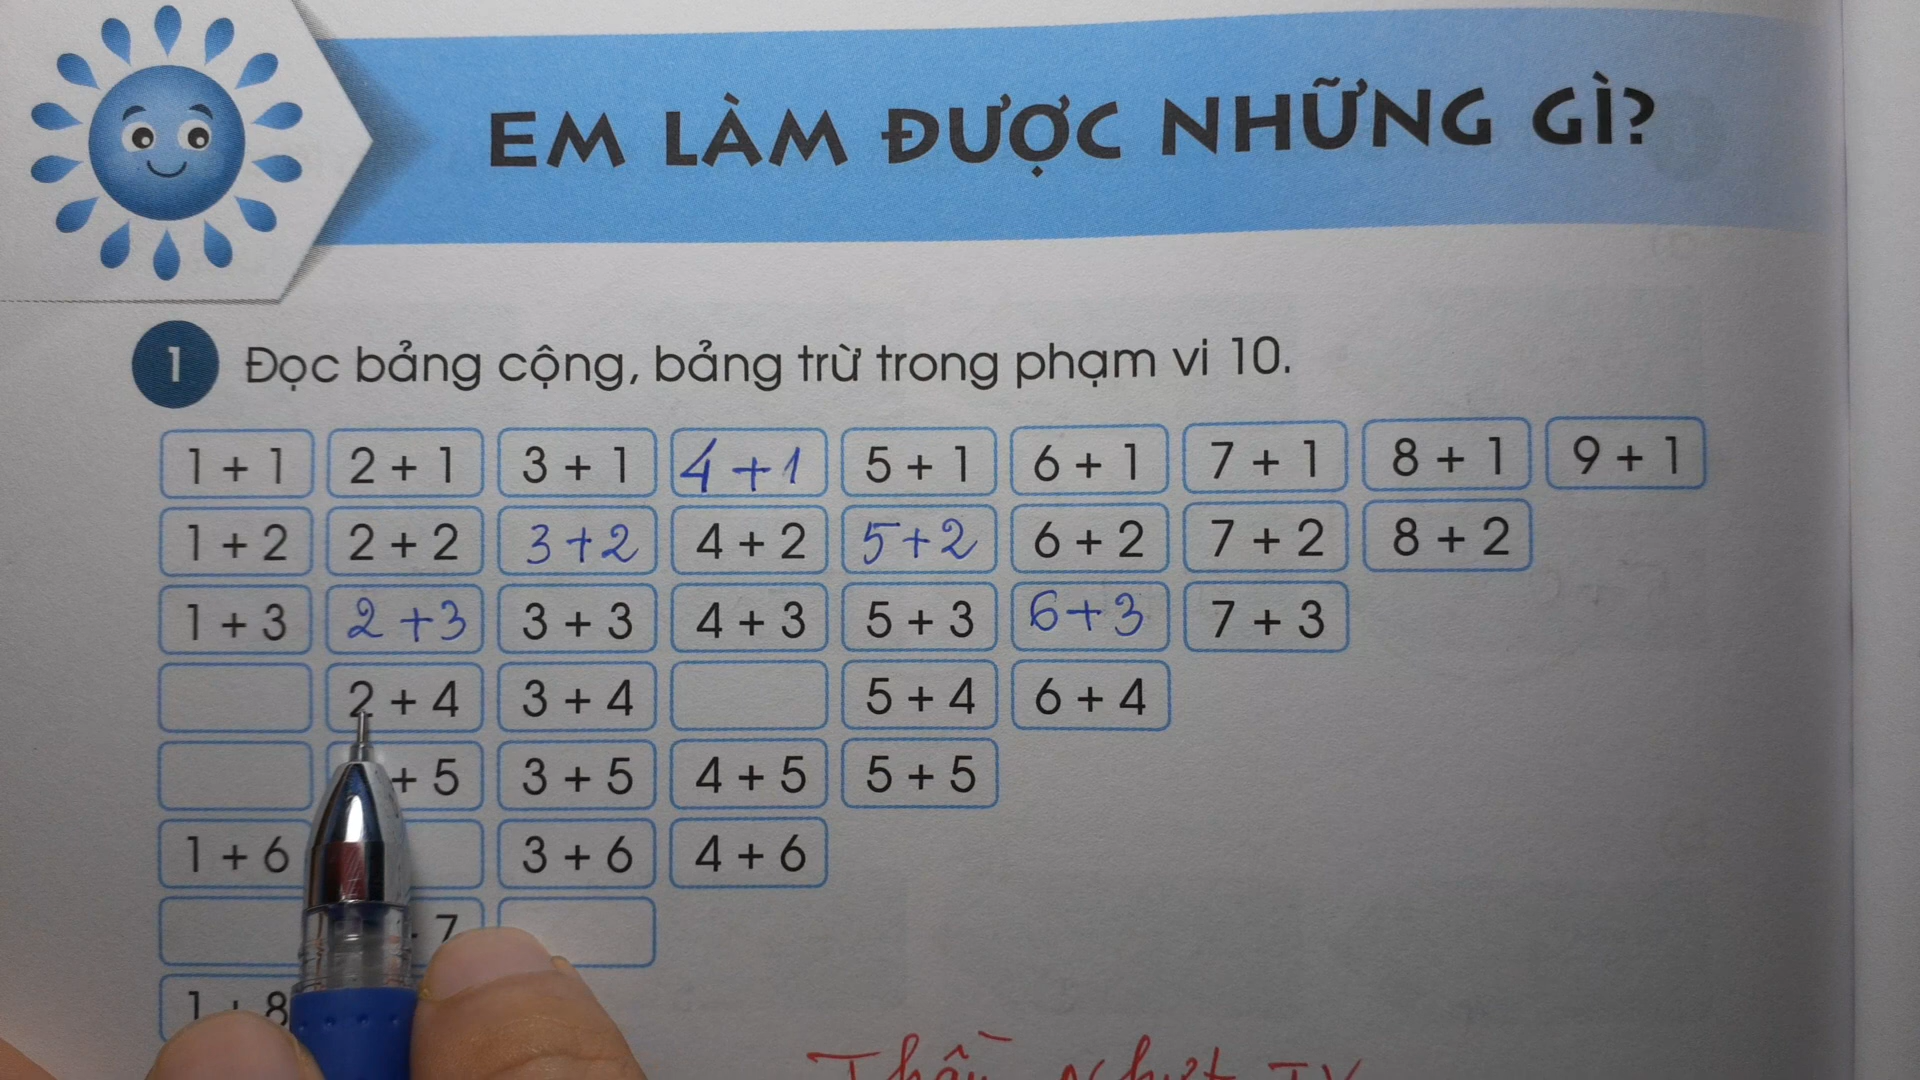 EM LÀM ĐƯỢC NHỮNG GÌ?
1 Đọc bảng cộng, bảng trừ trong phạm vi 10.
1 + 1 2 + 1 3 + 1 4 + 1 5 + 1 6 + 1 7 + 1 8 + 1 9 + 1
1 + 2 2 + 2 3 + 2 4 + 2 5 + 2 6 + 2 7 + 2 8 + 2
1 + 3 2 + 3 3 + 3 4 + 3 5 + 3 6 + 3 7 + 3
2 + 4 3 + 4 5 + 4 6 + 4
+ 5 3 + 5 4 + 5 5 + 5
1 + 6 3 + 6 4 + 6
7
1 + 8